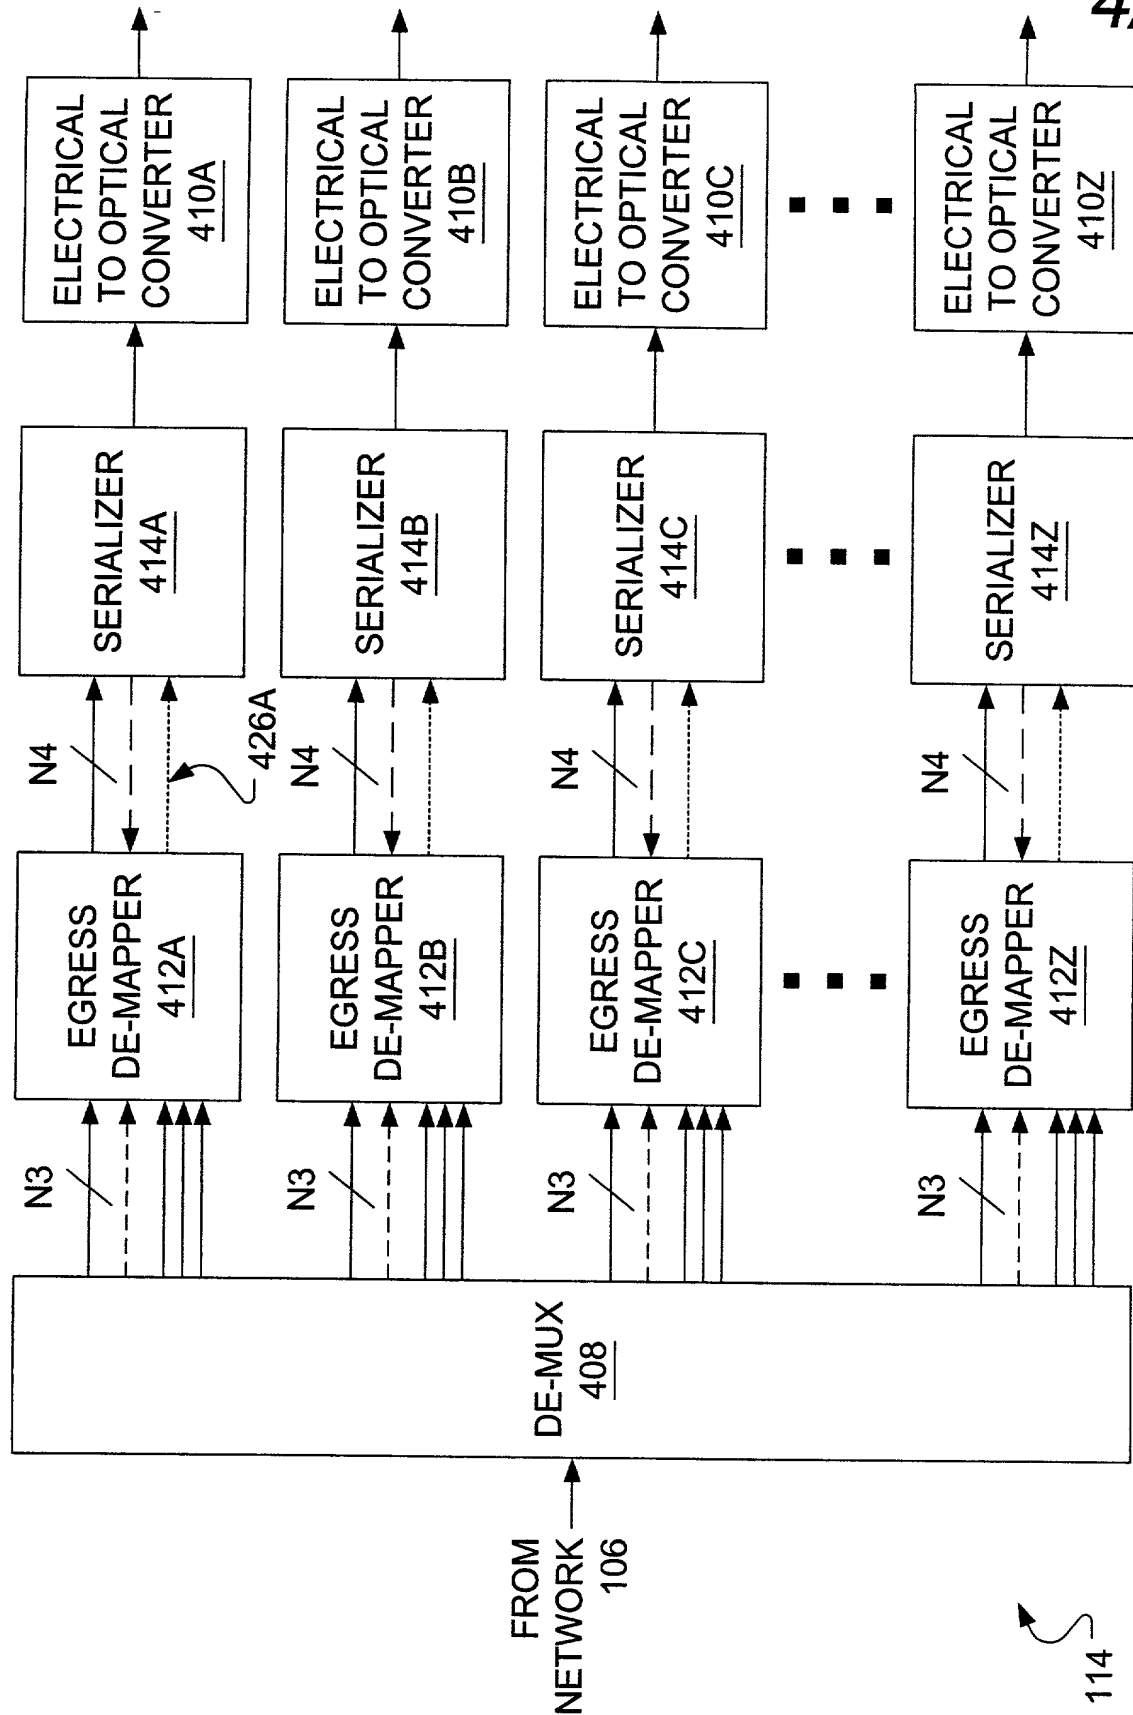 FROM
NETWORK
106
DE-MUX
408
N3
EGRESS
DE-MAPPER
412A
N4
426A
SERIALIZER
414A
ELECTRICAL
TO OPTICAL
CONVERTER
410A
N3
EGRESS
DE-MAPPER
412B
N4
SERIALIZER
414B
ELECTRICAL
TO OPTICAL
CONVERTER
410B
N3
EGRESS
DE-MAPPER
412C
N4
SERIALIZER
414C
ELECTRICAL
TO OPTICAL
CONVERTER
410C
N3
EGRESS
DE-MAPPER
412Z
N4
SERIALIZER
414Z
ELECTRICAL
TO OPTICAL
CONVERTER
410Z
114